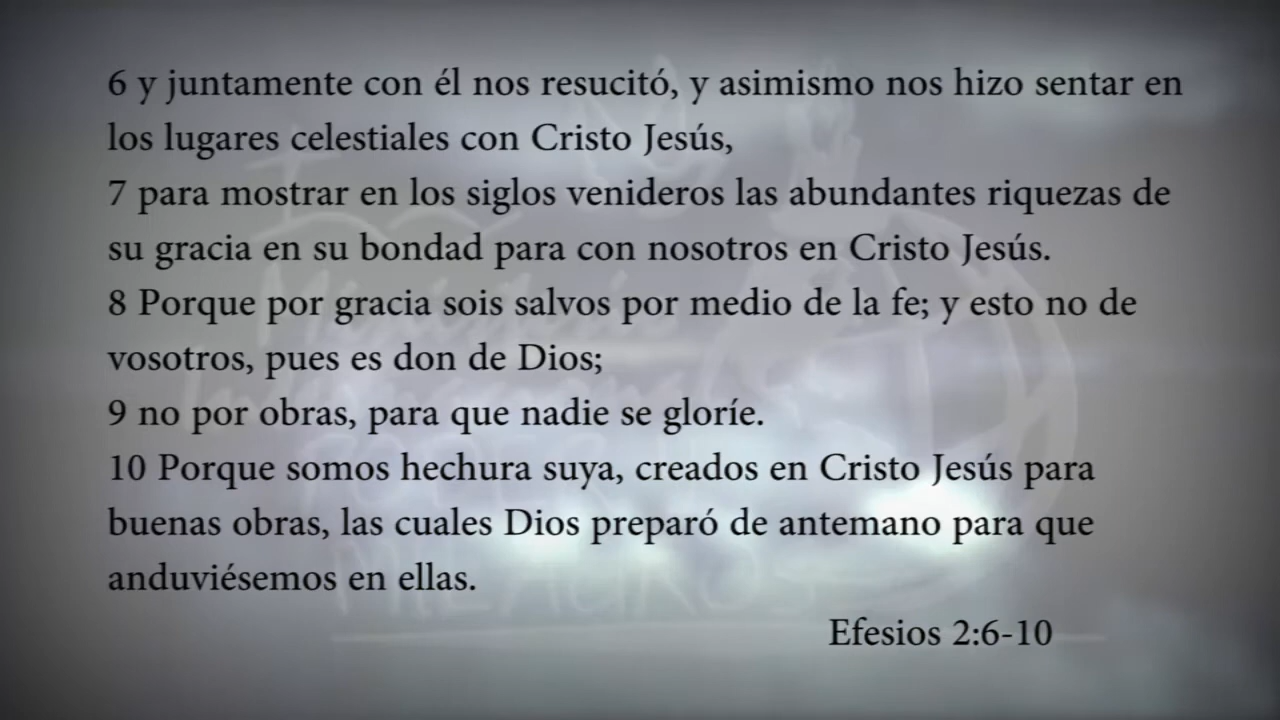 6 y juntamente con él nos resucitó, y asimismo nos hizo sentar en
los lugares celestiales con Cristo Jesús,
7 para mostrar en los siglos venideros las abundantes riquezas de
su gracia en su bondad para con nosotros en Cristo Jesús.
8 Porque por gracia sois salvos por medio de la fe; y esto no de
vosotros, pues es don de Dios;
9 no por obras, para que nadie se gloríe.
10 Porque somos hechura suya, creados en Cristo Jesús para
buenas obras, las cuales Dios preparó de antemano para que
anduviésemos en ellas.
Efesios 2:6-10